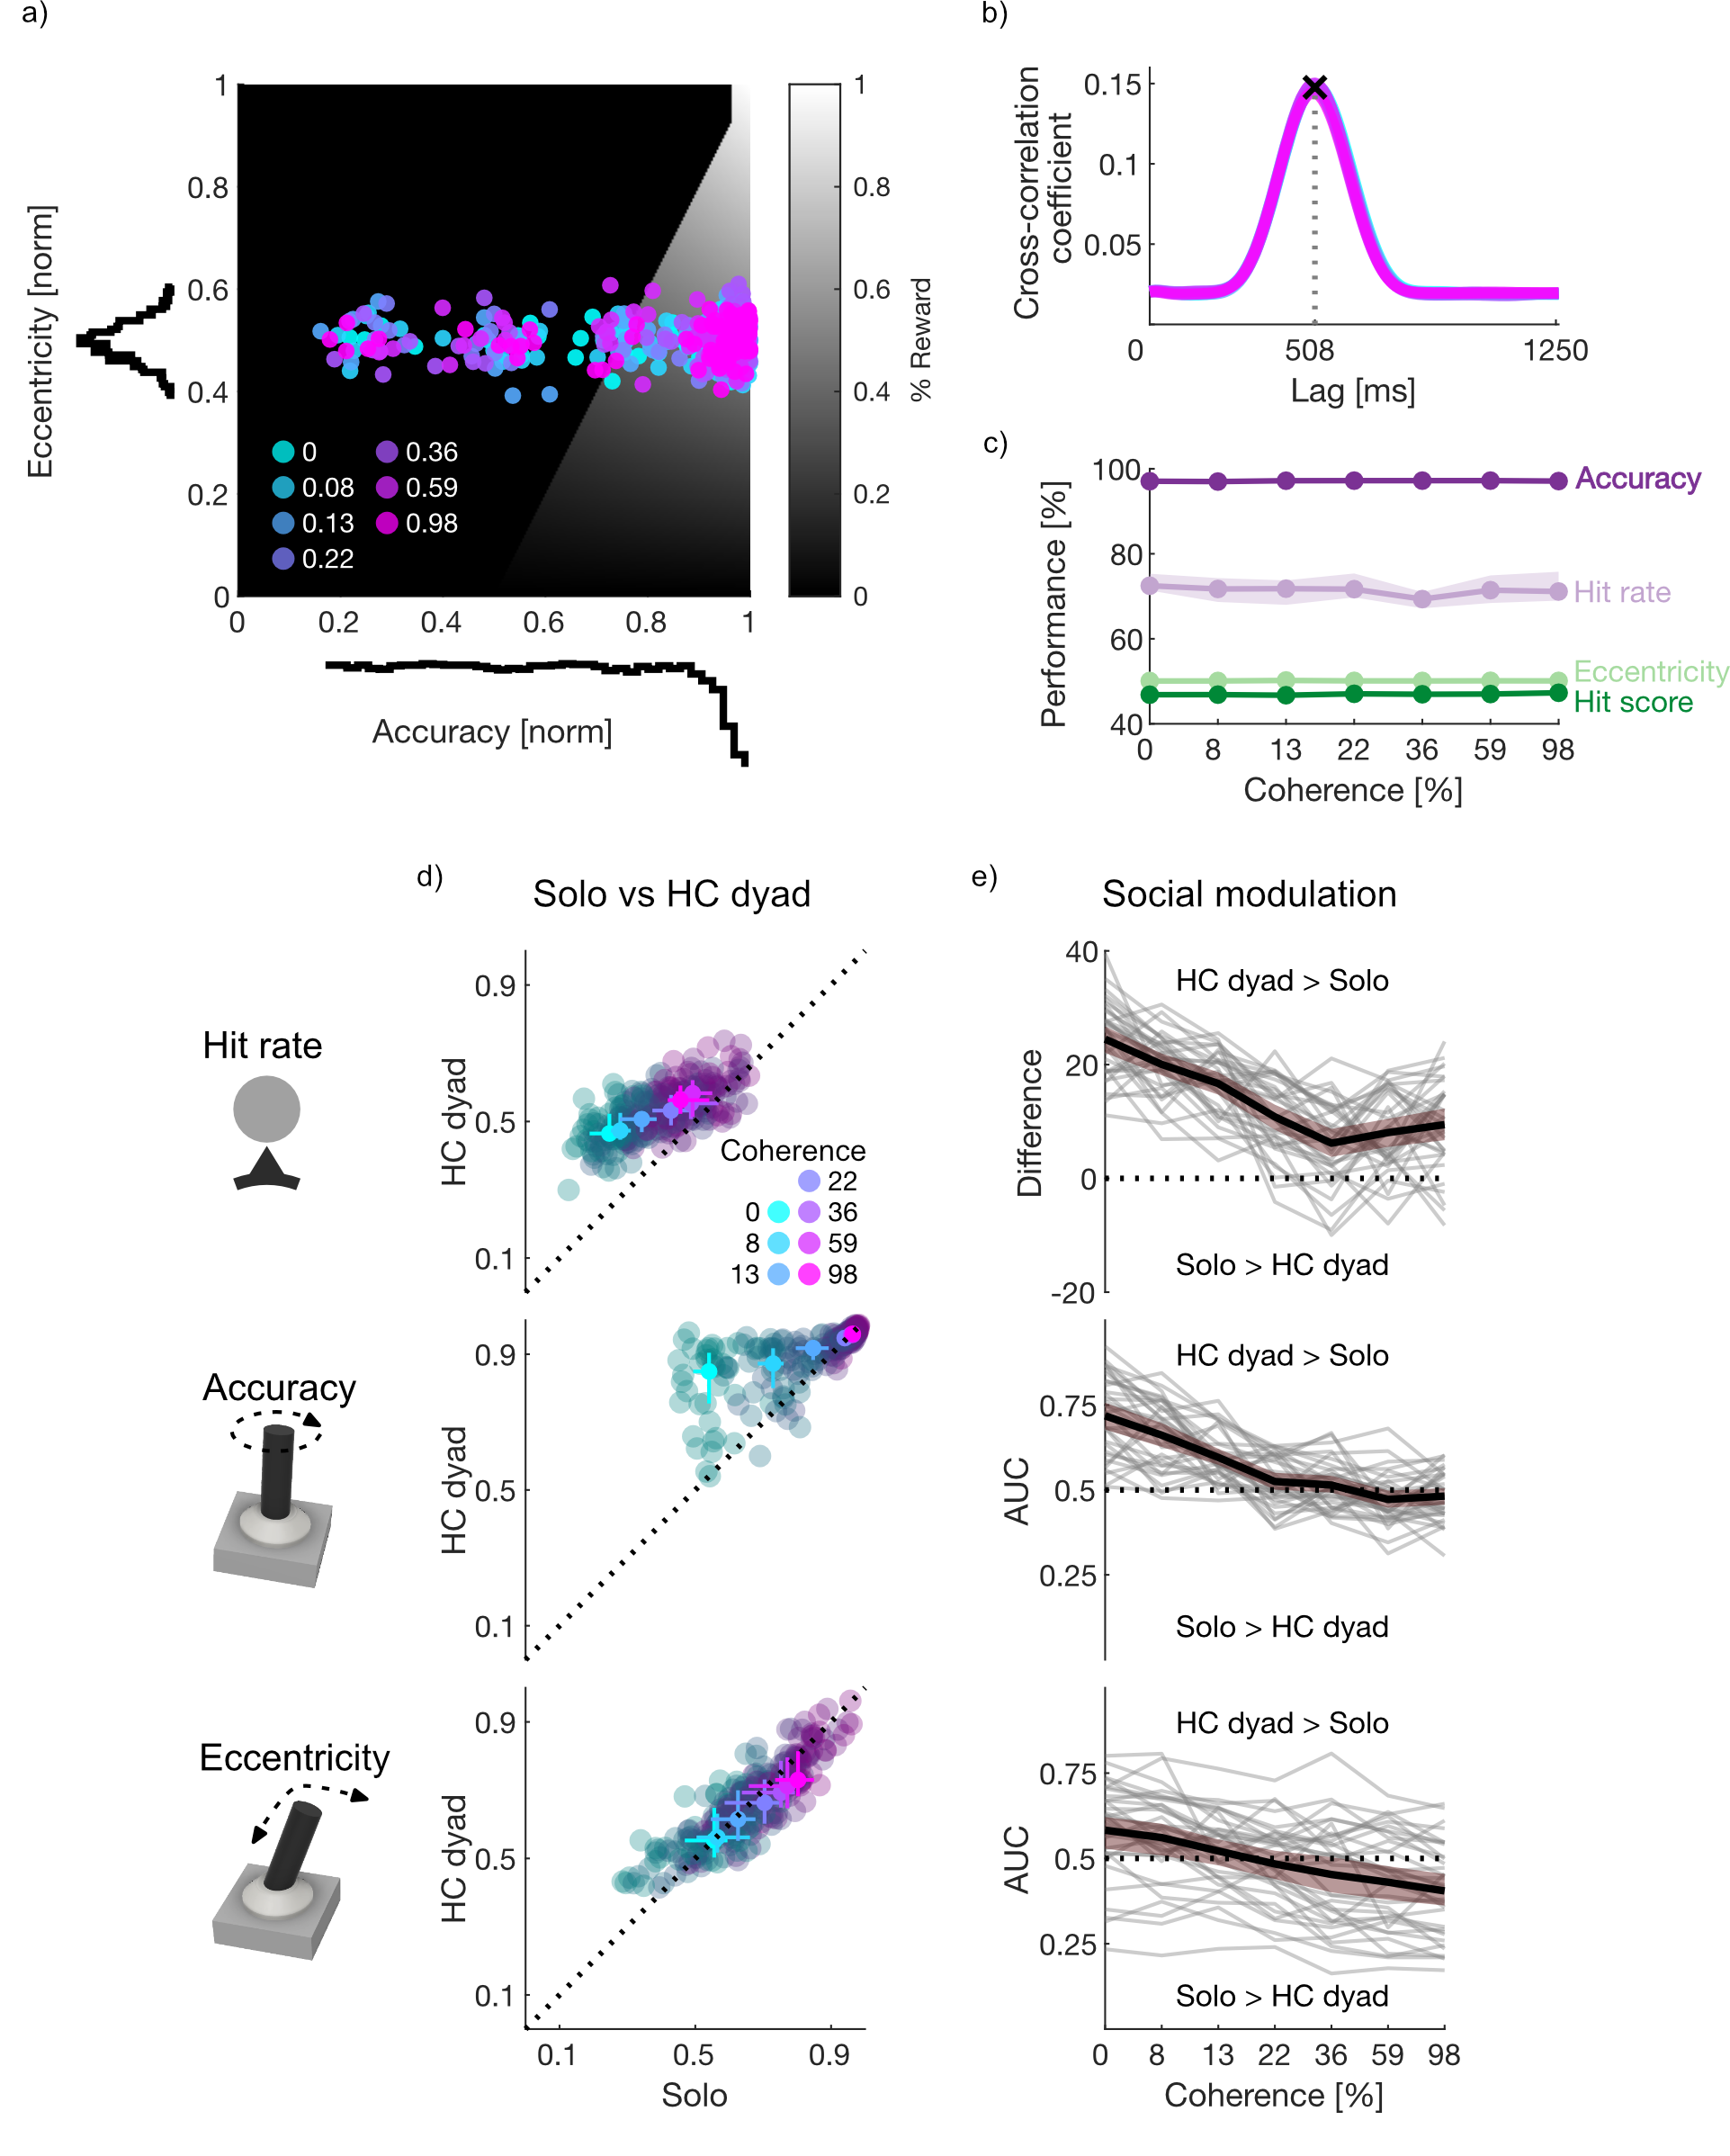 a)
1
0.8
0.6
0.4
0.2
0
Eccentricity [norm]
0
0.08
0.13
0.22
0.36
0.59
0.98
0
0.2
0.4
0.6
0.8
1
Accuracy [norm]
1
0.8
0.6
0.4
0.2
0
% Reward
b)
Cross-correlation
coefficient
0.15
0.1
0.05
0
508
1250
Lag [ms]
c)
Performance [%]
100
80
60
40
Accuracy
Hit rate
Eccentricity
Hit score
0
8
13
22
36
59
98
Coherence [%]
d)
Solo vs HC dyad
Hit rate
HC dyad
0.9
0.5
0.1
Coherence
22
0
36
8
59
13
98
Accuracy
HC dyad
0.9
0.5
0.1
Eccentricity
HC dyad
0.9
0.5
0.1
0.1
0.5
0.9
Solo
e)
Social modulation
Difference
40
20
0
-20
HC dyad > Solo
Solo > HC dyad
AUC
0.75
0.5
0.25
HC dyad > Solo
Solo > HC dyad
AUC
0.75
0.5
0.25
HC dyad > Solo
Solo > HC dyad
0
8
13
22
36
59
98
Coherence [%]